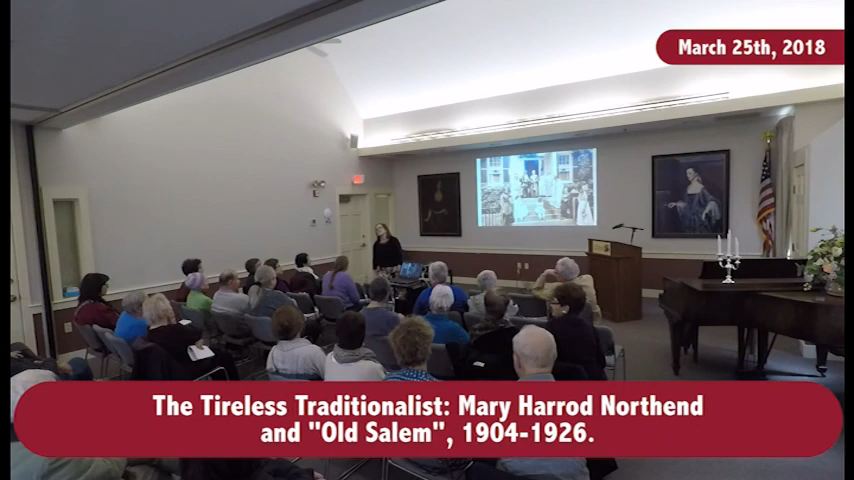 March 25th, 2018
The Tireless Traditionalist: Mary Harrod Northend
and "Old Salem", 1904-1926.